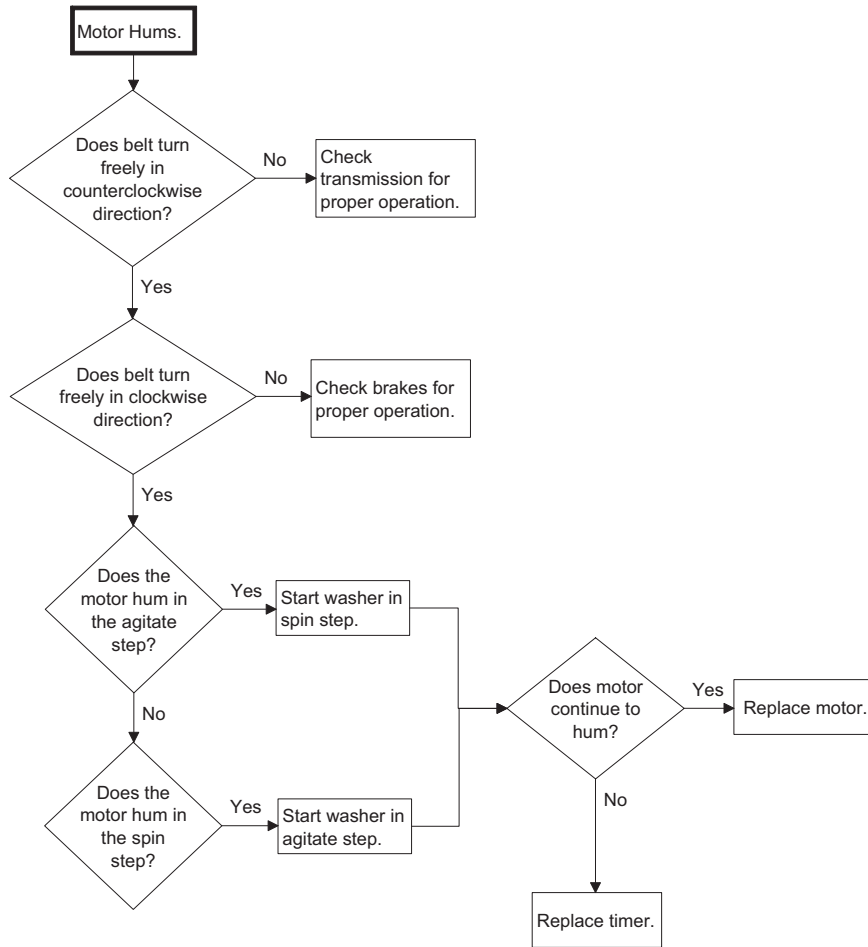 Motor Hums.
Does belt turn
freely in
counterclockwise
direction?
No
Check
transmission for
proper operation.
Yes
Does belt turn
freely in clockwise
direction?
No
Check brakes for
proper operation.
Yes
Does the
motor hum in
the agitate
step?
Yes
Start washer in
spin step.
No
Does the
motor hum in
the spin
step?
Yes
Start washer in
agitate step.
Does motor
continue to
hum?
Yes
Replace motor.
No
Replace timer.